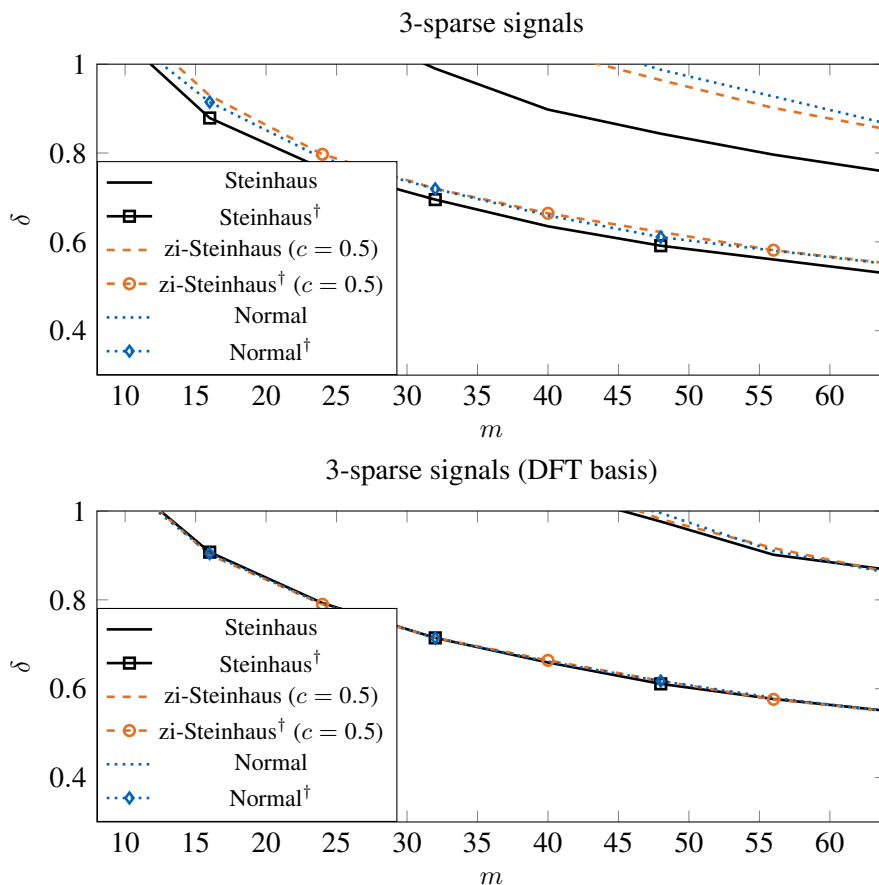 3-sparse signals
1
0.8
0.6
0.4
δ
Steinhaus
Steinhaus†
zi-Steinhaus (c = 0.5)
zi-Steinhaus† (c = 0.5)
Normal
Normal†
10 15 20 25 30 35 40 45 50 55 60
m
3-sparse signals (DFT basis)
1
0.8
0.6
0.4
δ
Steinhaus
Steinhaus†
zi-Steinhaus (c = 0.5)
zi-Steinhaus† (c = 0.5)
Normal
Normal†
10 15 20 25 30 35 40 45 50 55 60
m